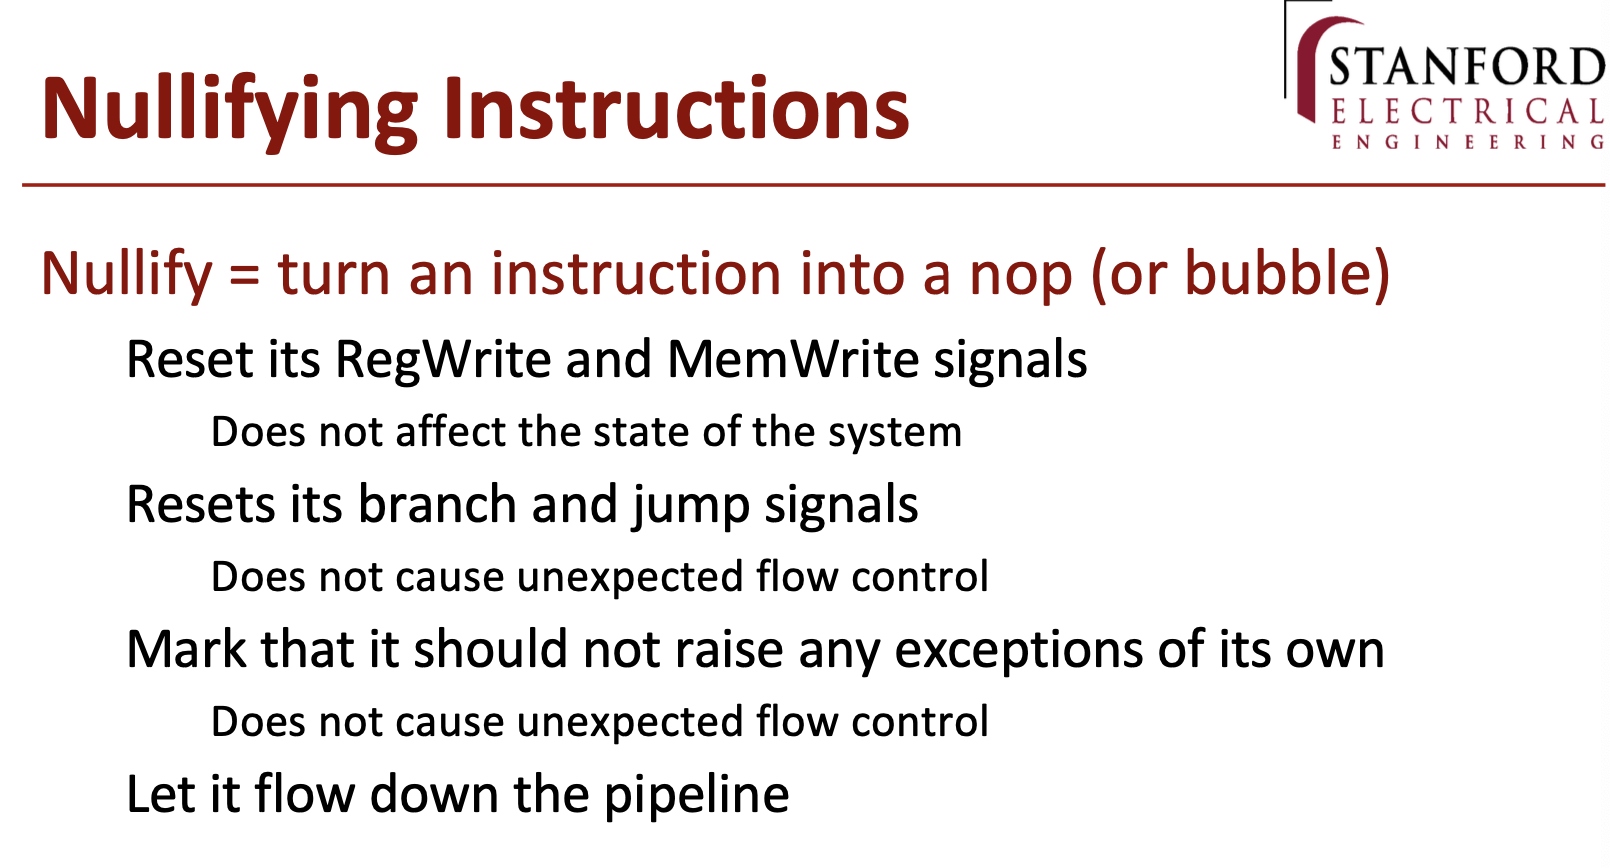 STANFORD
ELECTRICAL
ENGINEERING
Nullifying Instructions
Nullify = turn an instruction into a nop (or bubble)
Reset its RegWrite and MemWrite signals
Does not affect the state of the system
Resets its branch and jump signals
Does not cause unexpected flow control
Mark that it should not raise any exceptions of its own
Does not cause unexpected flow control
Let it flow down the pipeline